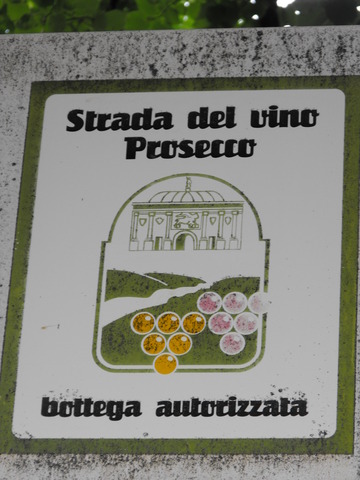 Strada del vino
Prosecco
bottega autorizzata